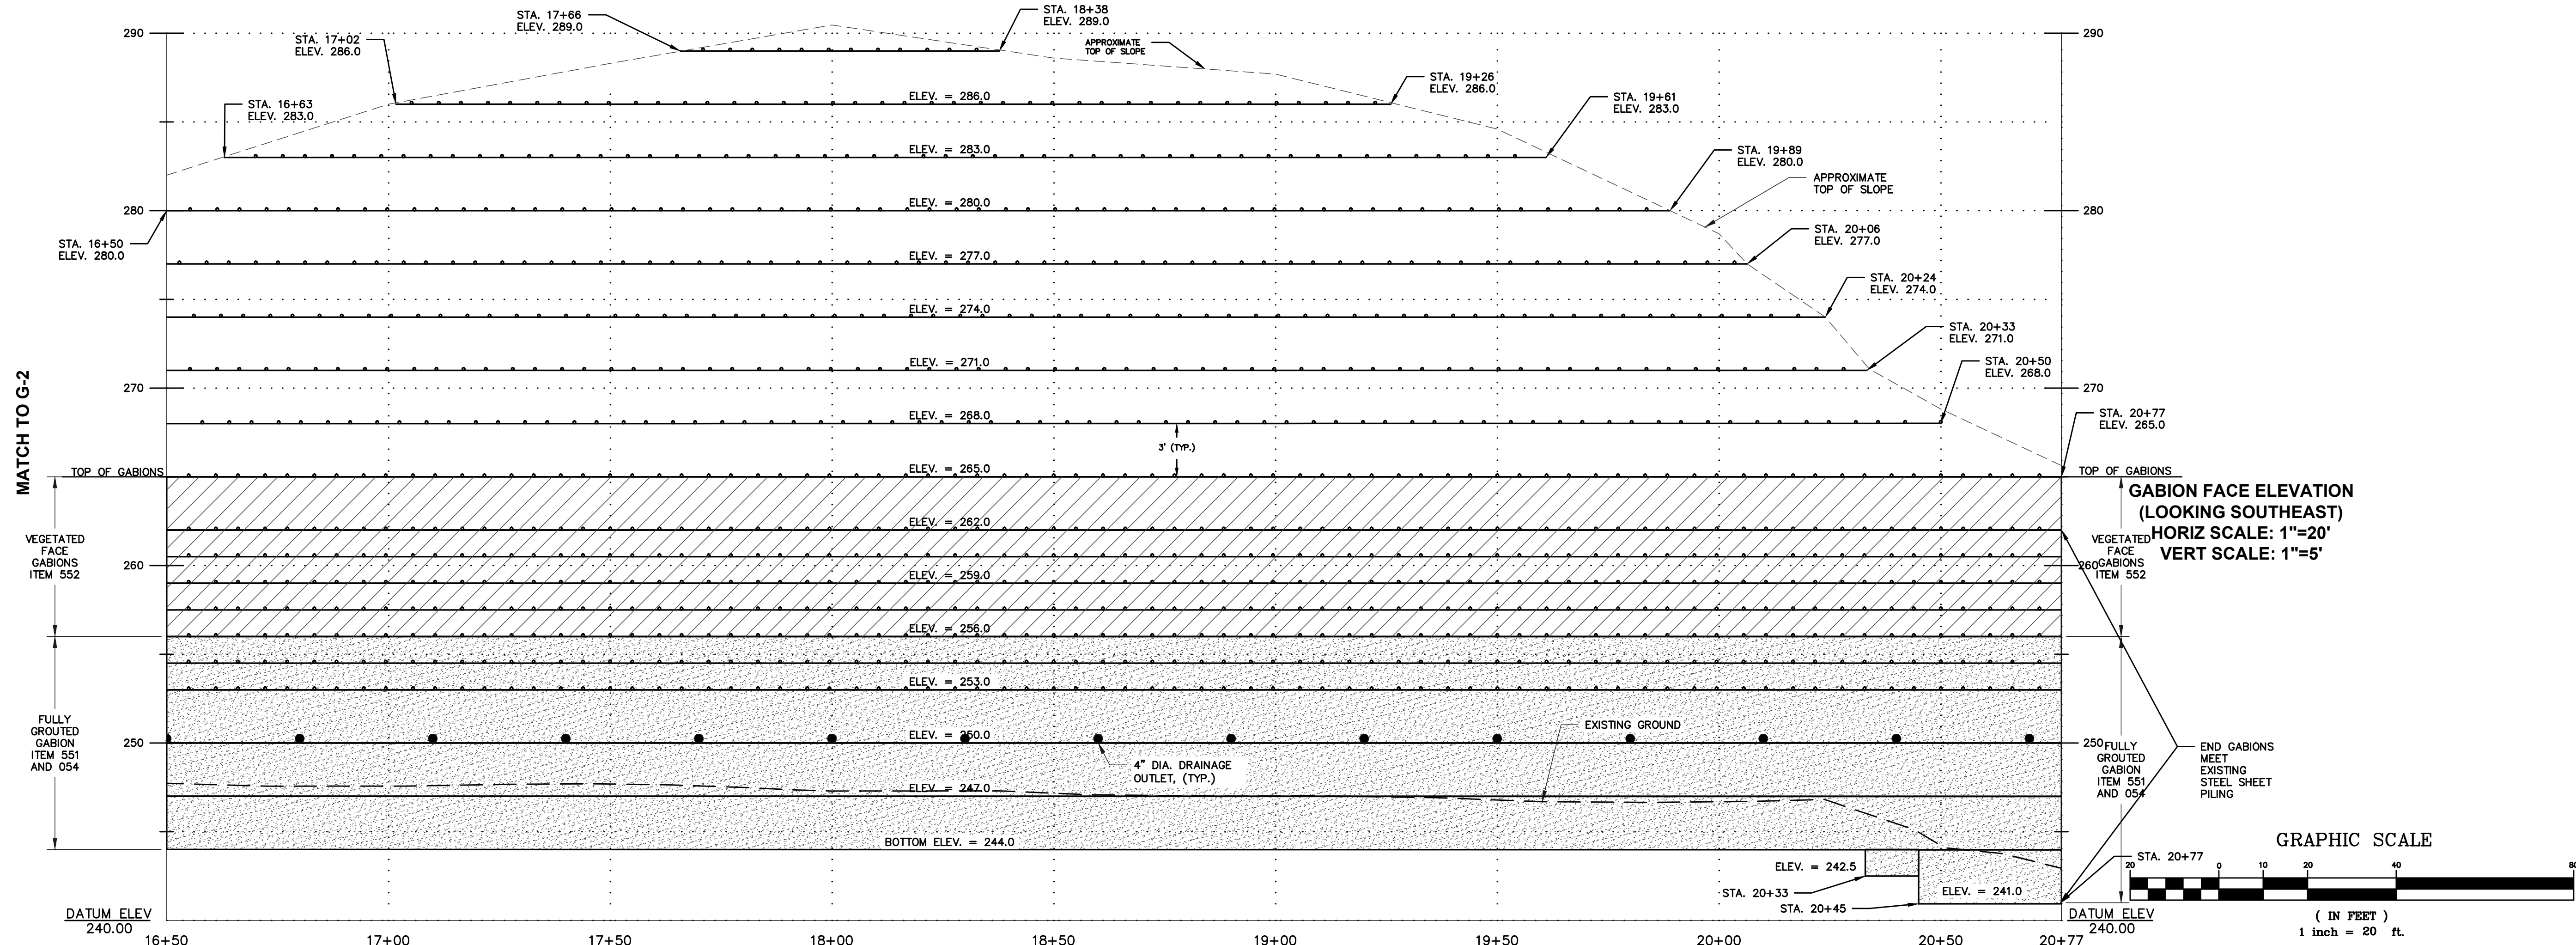 290
STA. 17+66
ELEV. 289.0
STA. 18+38
ELEV. 289.0
290
STA. 17+02
ELEV. 286.0
APPROXIMATE
TOP OF SLOPE
STA. 16+63
ELEV. 283.0
ELEV. = 286.0
STA. 19+26
ELEV. 286.0
STA. 19+61
ELEV. 283.0
ELEV. = 283.0
STA. 19+89
ELEV. 280.0
APPROXIMATE
TOP OF SLOPE
280
ELEV. = 280.0
280
STA. 16+50
ELEV. 280.0
STA. 20+06
ELEV. 277.0
ELEV. = 277.0
STA. 20+24
ELEV. 274.0
ELEV. = 274.0
STA. 20+33
ELEV. 271.0
ELEV. = 271.0
STA. 20+50
ELEV. 268.0
MATCH TO G-2
270
270
ELEV. = 268.0
STA. 20+77
ELEV. 265.0
3' (TYP.)
TOP OF GABIONS
ELEV. = 265.0
TOP OF GABIONS
GABION FACE ELEVATION
(LOOKING SOUTHEAST)
HORIZ SCALE: 1"=20'
VERT SCALE: 1"=5'
ELEV. = 262.0
VEGETATED
FACE
GABIONS
ITEM 552
260
ELEV. = 259.0
VEGETATED
FACE
260
GABIONS
ITEM 552
ELEV. = 256.0
ELEV. = 253.0
FULLY
GROUTED
GABION
ITEM 551
AND 054
250
ELEV. = 250.0
EXISTING GROUND
4" DIA. DRAINAGE
OUTLET, (TYP.)
250
FULLY
GROUTED
GABION
ITEM 551
AND 054
END GABIONS
MEET
EXISTING
STEEL SHEET
PILING
ELEV. = 247.0
BOTTOM ELEV. = 244.0
ELEV. = 242.5
STA. 20+33
STA. 20+45
ELEV. = 241.0
STA. 20+77
GRAPHIC SCALE
20 0 10 20 40 80
( IN FEET )
1 inch = 20 ft.
DATUM ELEV
240.00
DATUM ELEV
240.00
16+50 17+00 17+50 18+00 18+50 19+00 19+50 20+00 20+50 20+77